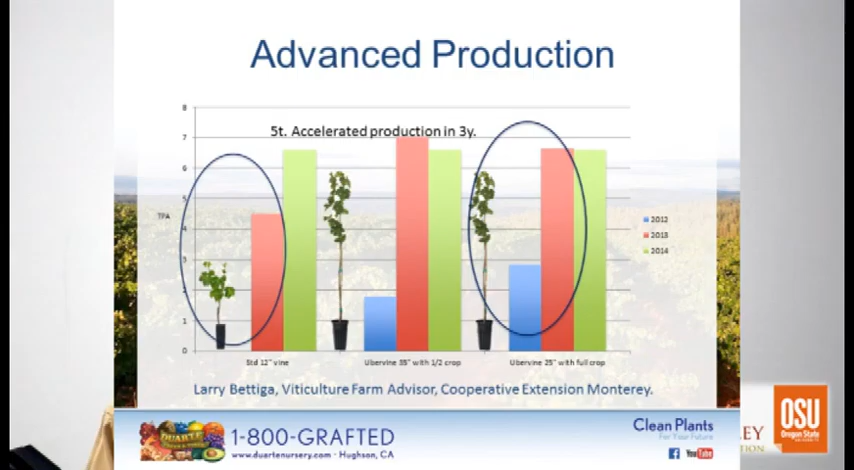 Advanced Production
8
5t. Accelerated production in 3y.
7
6
5
TPA
4
3
2
1
0
2012
2013
2014
Std 12" vine
Ubervine 35" with 1/2 crop
Ubervine 25" with full crop
Larry Bettiga, Viticulture Farm Advisor, Cooperative Extension Monterey.
DUARTE
1-800-GRAFTED
www.duartenursery.com · Hughson, CA
Clean Plants
For Your Future
YouTube
OSU
Oregon State